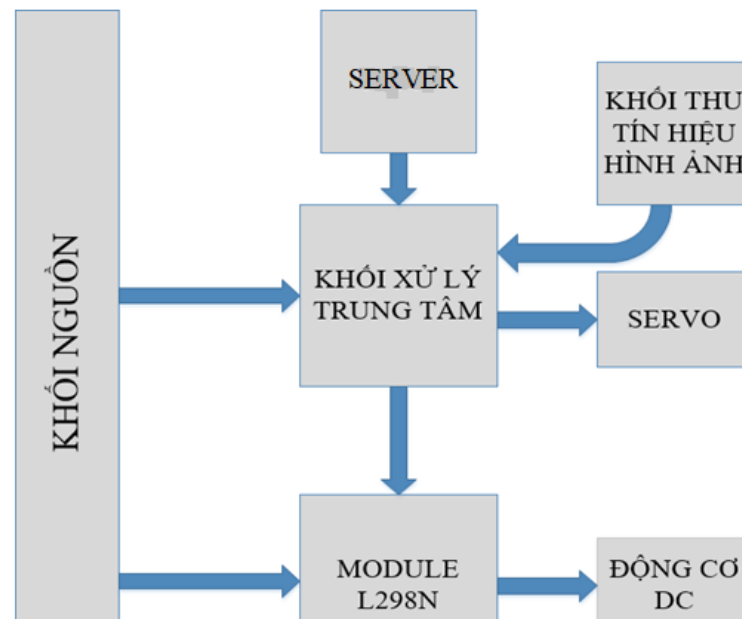 SERVER
KHỐI THU
TÍN HIỆU
HÌNH ẢNH
KHỐI NGUỒN
KHỐI XỬ LÝ
TRUNG TÂM
SERVO
MODULE
L298N
ĐỘNG CƠ
DC